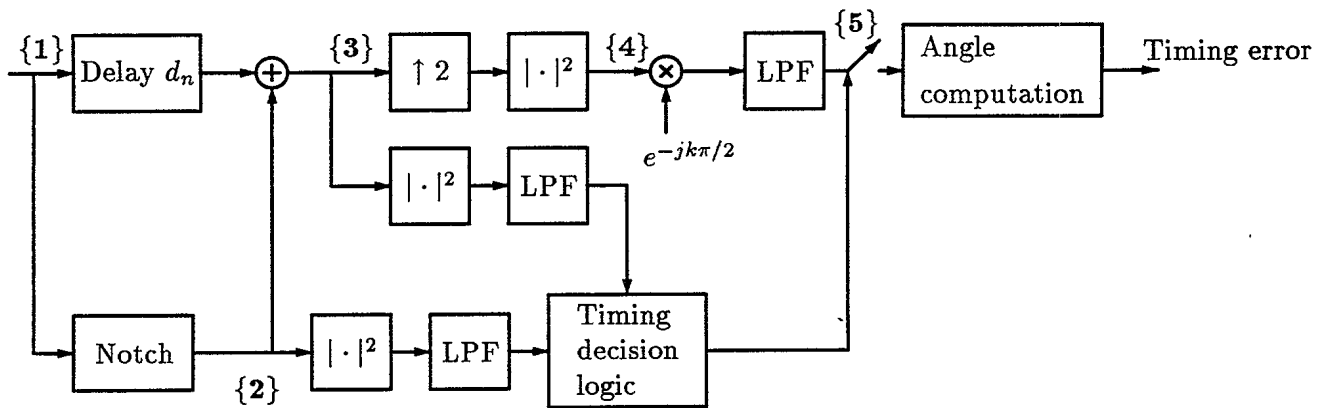 {1}
Delay dₙ
+
{3}
↑ 2
| · |²
{4}
×
e^{-jkπ/2}
LPF
{5}
Angle
computation
Timing error
| · |²
LPF
Notch
{2}
| · |²
LPF
Timing
decision
logic